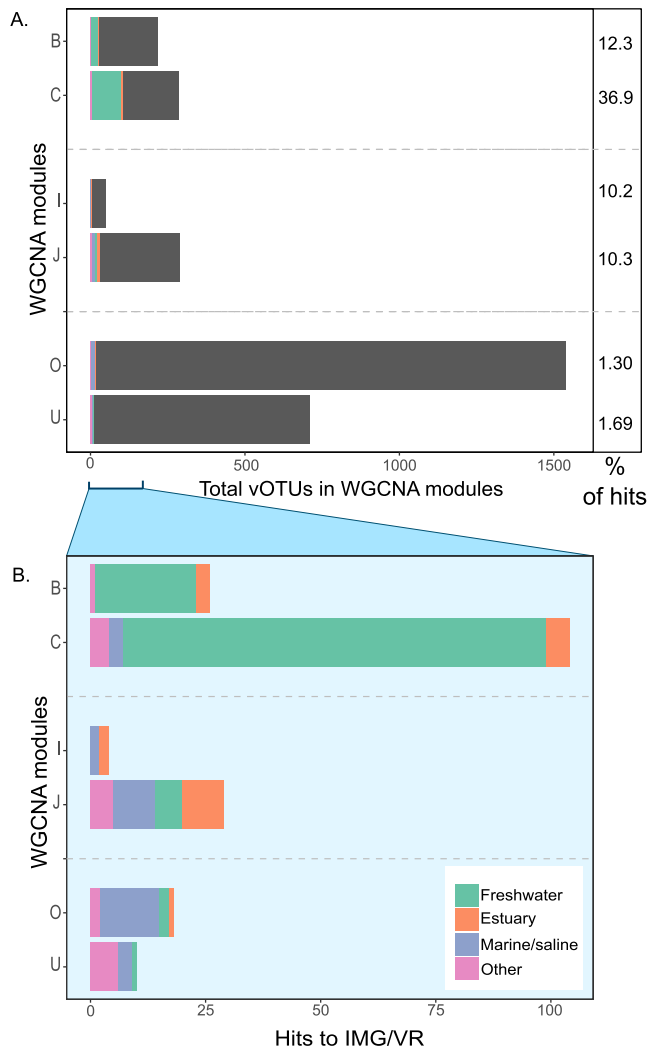 A.
B
12.3
C
36.9
WGCNA modules
I
10.2
J
10.3
O
1.30
U
1.69
0
500
1000
1500
%
Total vOTUs in WGCNA modules
of hits
B.
B
C
WGCNA modules
I
J
O
U
Freshwater
Estuary
Marine/saline
Other
0
25
50
75
100
Hits to IMG/VR